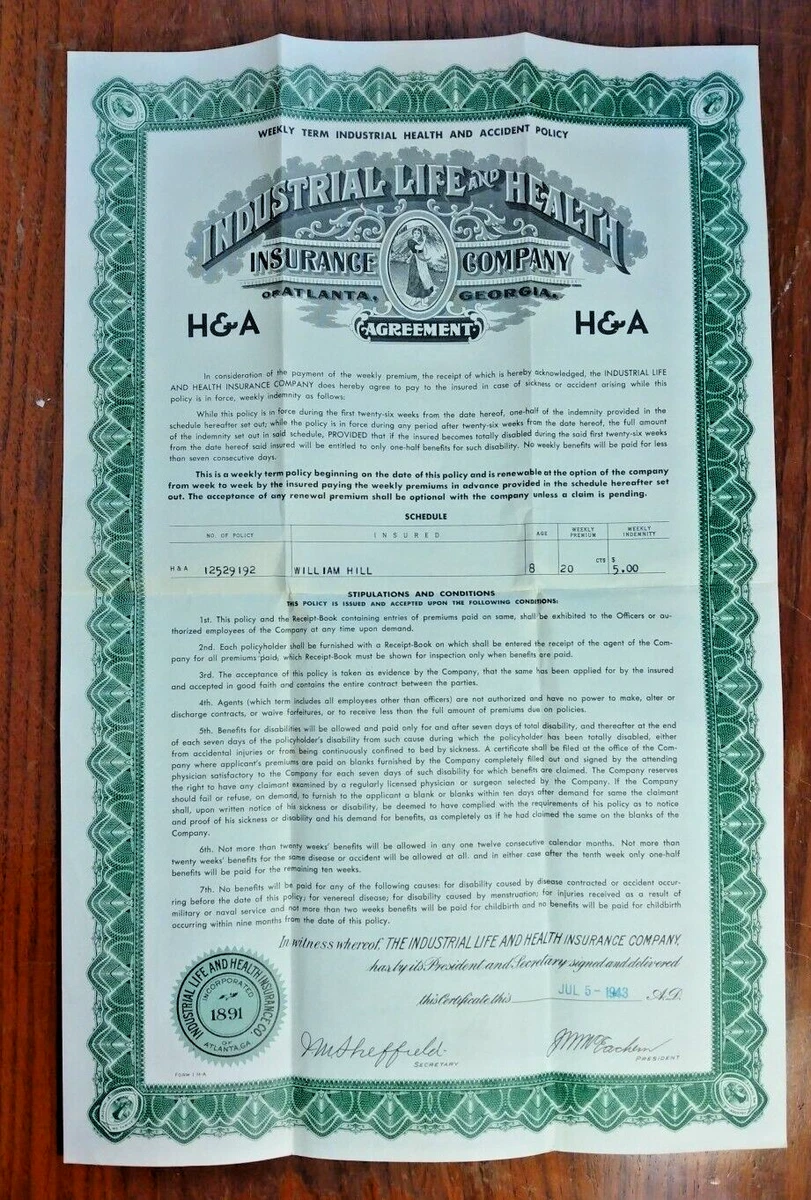 WEEKLY TERM INDUSTRIAL HEALTH AND ACCIDENT POLICY
INDUSTRIAL LIFE AND HEALTH
INSURANCE COMPANY
OF ATLANTA, GEORGIA.
H&A AGREEMENT H&A
In consideration of the payment of the weekly premium, the receipt of which is hereby acknowledged, the INDUSTRIAL LIFE
AND HEALTH INSURANCE COMPANY does hereby agree to pay to the insured in case of sickness or accident arising while this
policy is in force, weekly indemnity as follows:
While this policy is in force during the first twenty-six weeks from the date hereof, one-half of the indemnity provided in the
schedule hereafter set out; while the policy is in force during any period after twenty-six weeks from the date hereof, the full amount
of the indemnity set out in said schedule, PROVIDED that if the insured becomes totally disabled during the said first twenty-six weeks
from the date hereof said insured will be entitled to only one-half benefits for such disability. No weekly benefits will be paid for less
than seven consecutive days.
This is a weekly term policy beginning on the date of this policy and is renewable at the option of the company
from week to week by the insured paying the weekly premiums in advance provided in the schedule hereafter set
out. The acceptance of any renewal premium shall be optional with the company unless a claim is pending.
SCHEDULE
NO. OF POLICY INSURED AGE WEEKLY PREMIUM WEEKLY INDEMNITY
H & A 12529192 WILLIAM HILL 8 20 CTS $ 5.00
STIPULATIONS AND CONDITIONS
THIS POLICY IS ISSUED AND ACCEPTED UPON THE FOLLOWING CONDITIONS:
1st. This policy and the Receipt-Book containing entries of premiums paid on same, shall be exhibited to the Officers or au-
thorized employees of the Company at any time upon demand.
2nd. Each policyholder shall be furnished with a Receipt-Book on which shall be entered the receipt of the agent of the Com-
pany for all premiums paid, which Receipt-Book must be shown for inspection only when benefits are paid.
3rd. The acceptance of this policy is taken as evidence by the Company, that the same has been applied for by the insured
and accepted in good faith and contains the entire contract between the parties.
4th. Agents (which term includes all employees other than officers) are not authorized and have no power to make, alter or
discharge contracts, or waive forfeitures, or to receive less than the full amount of premiums due on policies.
5th. Benefits for disabilities will be allowed and paid only for and after seven days of total disability, and thereafter at the end
of each seven days of the policyholder's disability from such cause during which the policyholder has been totally disabled, either
from accidental injuries or from being continuously confined to bed by sickness. A certificate shall be filed at the office of the Com-
pany where applicant's premiums are paid on blanks furnished by the Company completely filled out and signed by the attending
physician satisfactory to the Company for each seven days of such disability for which benefits are claimed. The Company reserves
the right to have any claimant examined by a regularly licensed physician or surgeon selected by the Company. If the Company
should fail or refuse, on demand, to furnish to the applicant a blank or blanks within ten days after demand for same the claimant
shall, upon written notice of his sickness or disability, be deemed to have complied with the requirements of his policy as to notice
and proof of his sickness or disability and his demand for benefits, as completely as if he had claimed the same on the blanks of the
Company.
6th. Not more than twenty weeks' benefits will be allowed in any one twelve consecutive calendar months. Not more than
twenty weeks' benefits for the same disease or accident will be allowed at all. and in either case after the tenth week only one-half
benefits will be paid for the remaining ten weeks.
7th. No benefits will be paid for any of the following causes: for disability caused by disease contracted or accident occur-
ring before the date of this policy; for venereal disease; for disability caused by menstruation; for injuries received as a result of
military or naval service and not more than two weeks benefits will be paid for childbirth and no benefits will be paid for childbirth
occurring within nine months from the date of this policy.
In witness whereof, THE INDUSTRIAL LIFE AND HEALTH INSURANCE COMPANY,
has by its President and Secretary signed and delivered
this Certificate this JUL 5 - 1943 A.D.
INDUSTRIAL LIFE AND HEALTH INSURANCE CO.
INCORPORATED
1891
OF
ATLANTA, GA
I M Sheffield
SECRETARY
J N McEachern
PRESIDENT
FORM 1 H-A